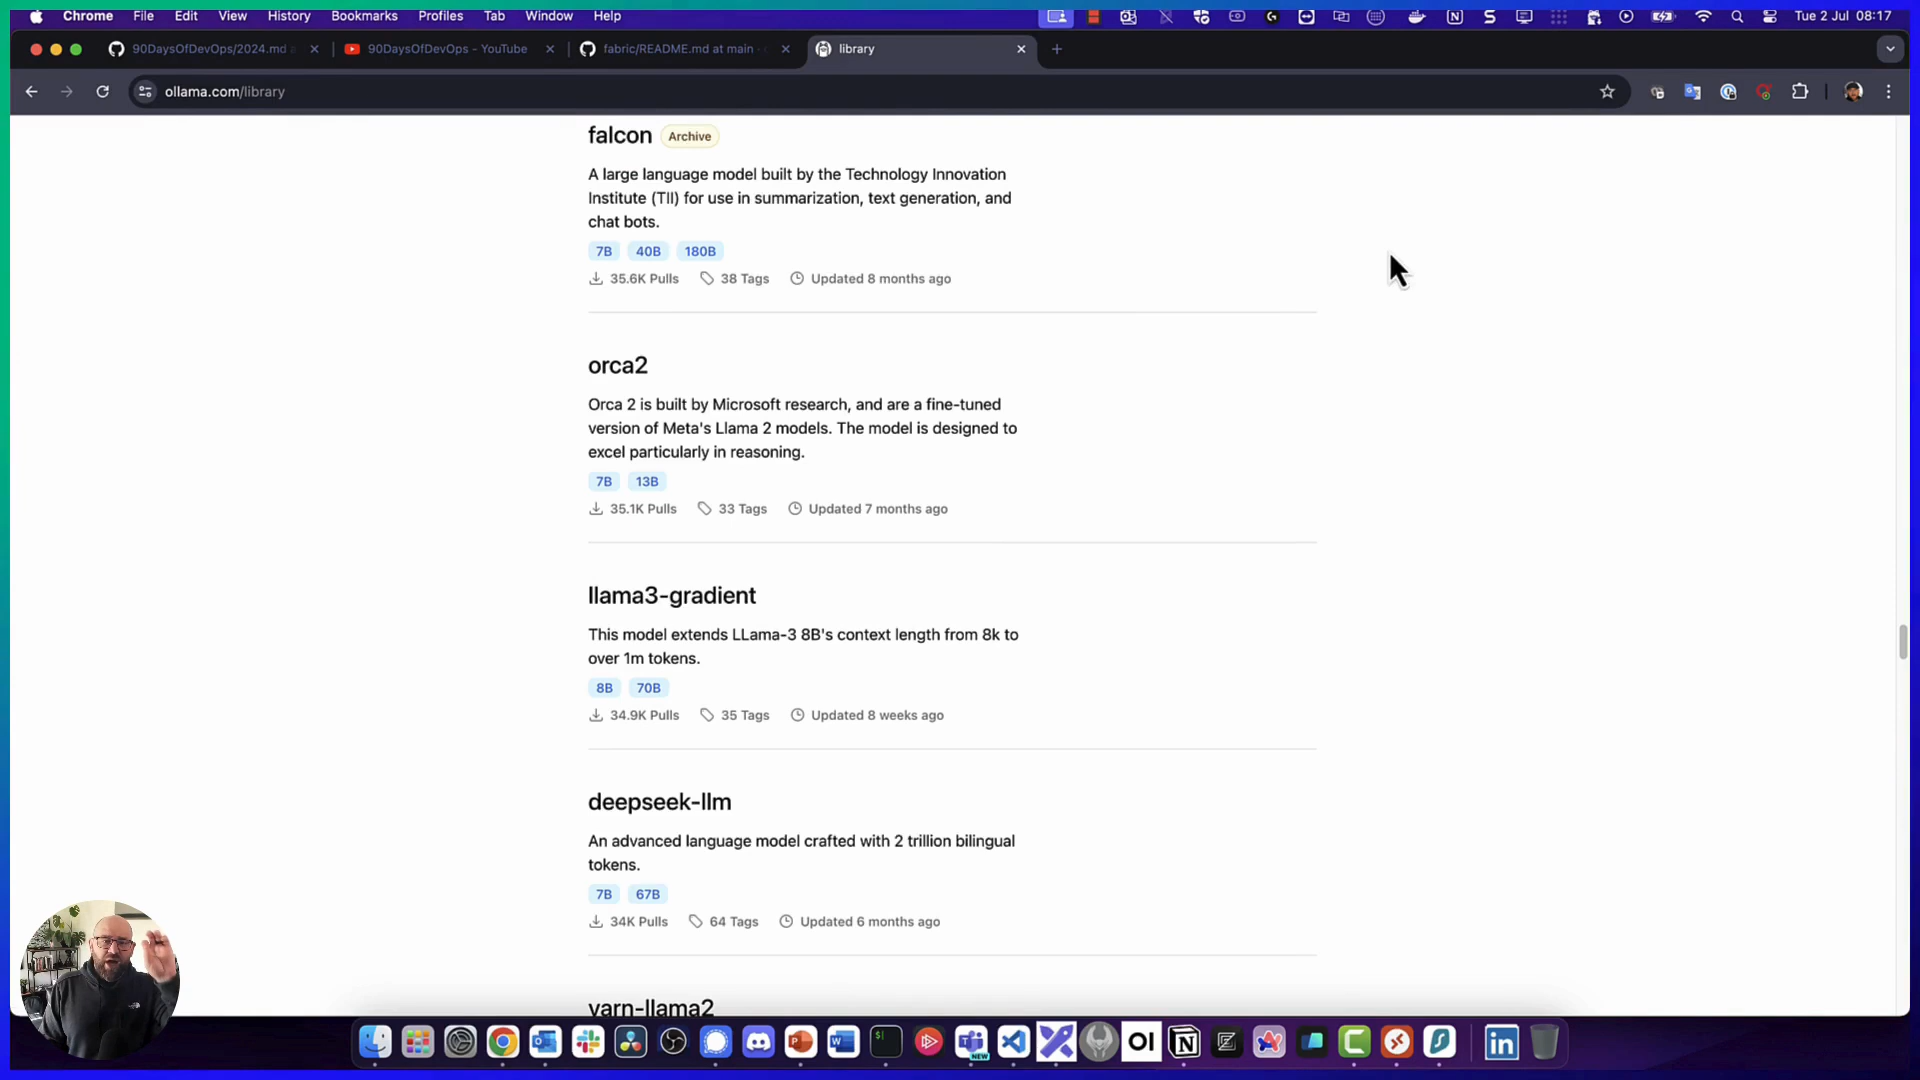 Chrome File Edit View History Bookmarks Profiles Tab Window Help Tue 2 Jul 08:17
90DaysOfDevOps/2024.md 90DaysOfDevOps - YouTube fabric/README.md at main · library
ollama.com/library
falcon Archive
A large language model built by the Technology Innovation
Institute (TII) for use in summarization, text generation, and
chat bots.
7B 40B 180B
35.6K Pulls 38 Tags Updated 8 months ago
orca2
Orca 2 is built by Microsoft research, and are a fine-tuned
version of Meta's Llama 2 models. The model is designed to
excel particularly in reasoning.
7B 13B
35.1K Pulls 33 Tags Updated 7 months ago
llama3-gradient
This model extends LLama-3 8B's context length from 8k to
over 1m tokens.
8B 70B
34.9K Pulls 35 Tags Updated 8 weeks ago
deepseek-llm
An advanced language model crafted with 2 trillion bilingual
tokens.
7B 67B
34K Pulls 64 Tags Updated 6 months ago
yarn-llama2
NEW
OI